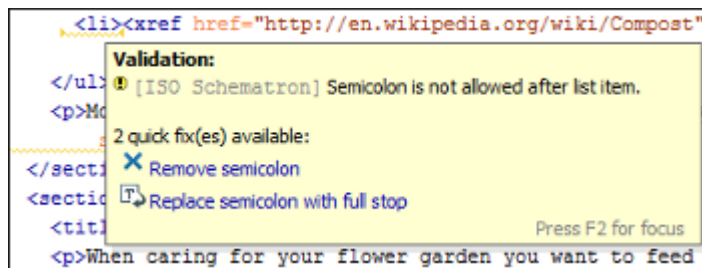 <li><xref href="http://en.wikipedia.org/wiki/Compost"
Validation:
</ul>
[ISO Schematron] Semicolon is not allowed after list item.
<p>Mo
2 quick fix(es) available:
</secti
Remove semicolon
<sectio
Replace semicolon with full stop
<titl
Press F2 for focus
<p>When caring for your flower garden you want to feed